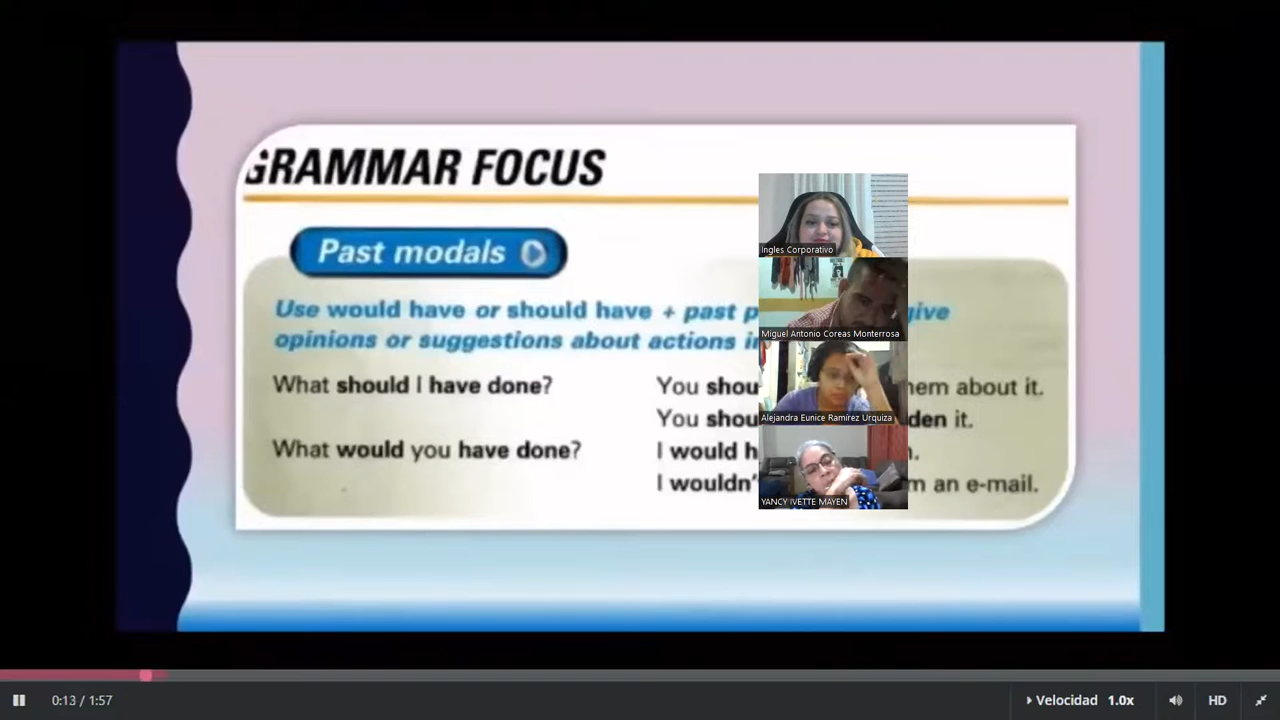 GRAMMAR FOCUS
Past modals
Use would have or should have + past p give
opinions or suggestions about actions i
What should I have done? You shou hem about it.
You shou den it.
What would you have done? I would h
I wouldn' m an e-mail.
Ingles Corporativo
Miguel Antonio Coreas Monterrosa
Alejandra Eunice Ramírez Urquiza
YANCY IVETTE MAYEN
0:13 / 1:57
Velocidad 1.0x
HD